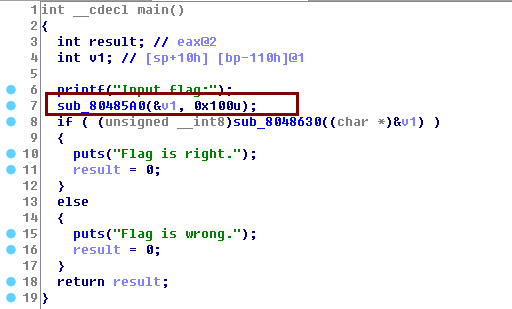 1 int __cdecl main()
2 {
3 int result; // eax@2
4 int v1; // [sp+10h] [bp-110h]@1
5
6 printf("Input flag:");
7 sub_80485A0(&v1, 0x100u);
8 if ( (unsigned __int8)sub_8048630((char *)&v1) )
9 {
10 puts("Flag is right.");
11 result = 0;
12 }
13 else
14 {
15 puts("Flag is wrong.");
16 result = 0;
17 }
18 return result;
19 }